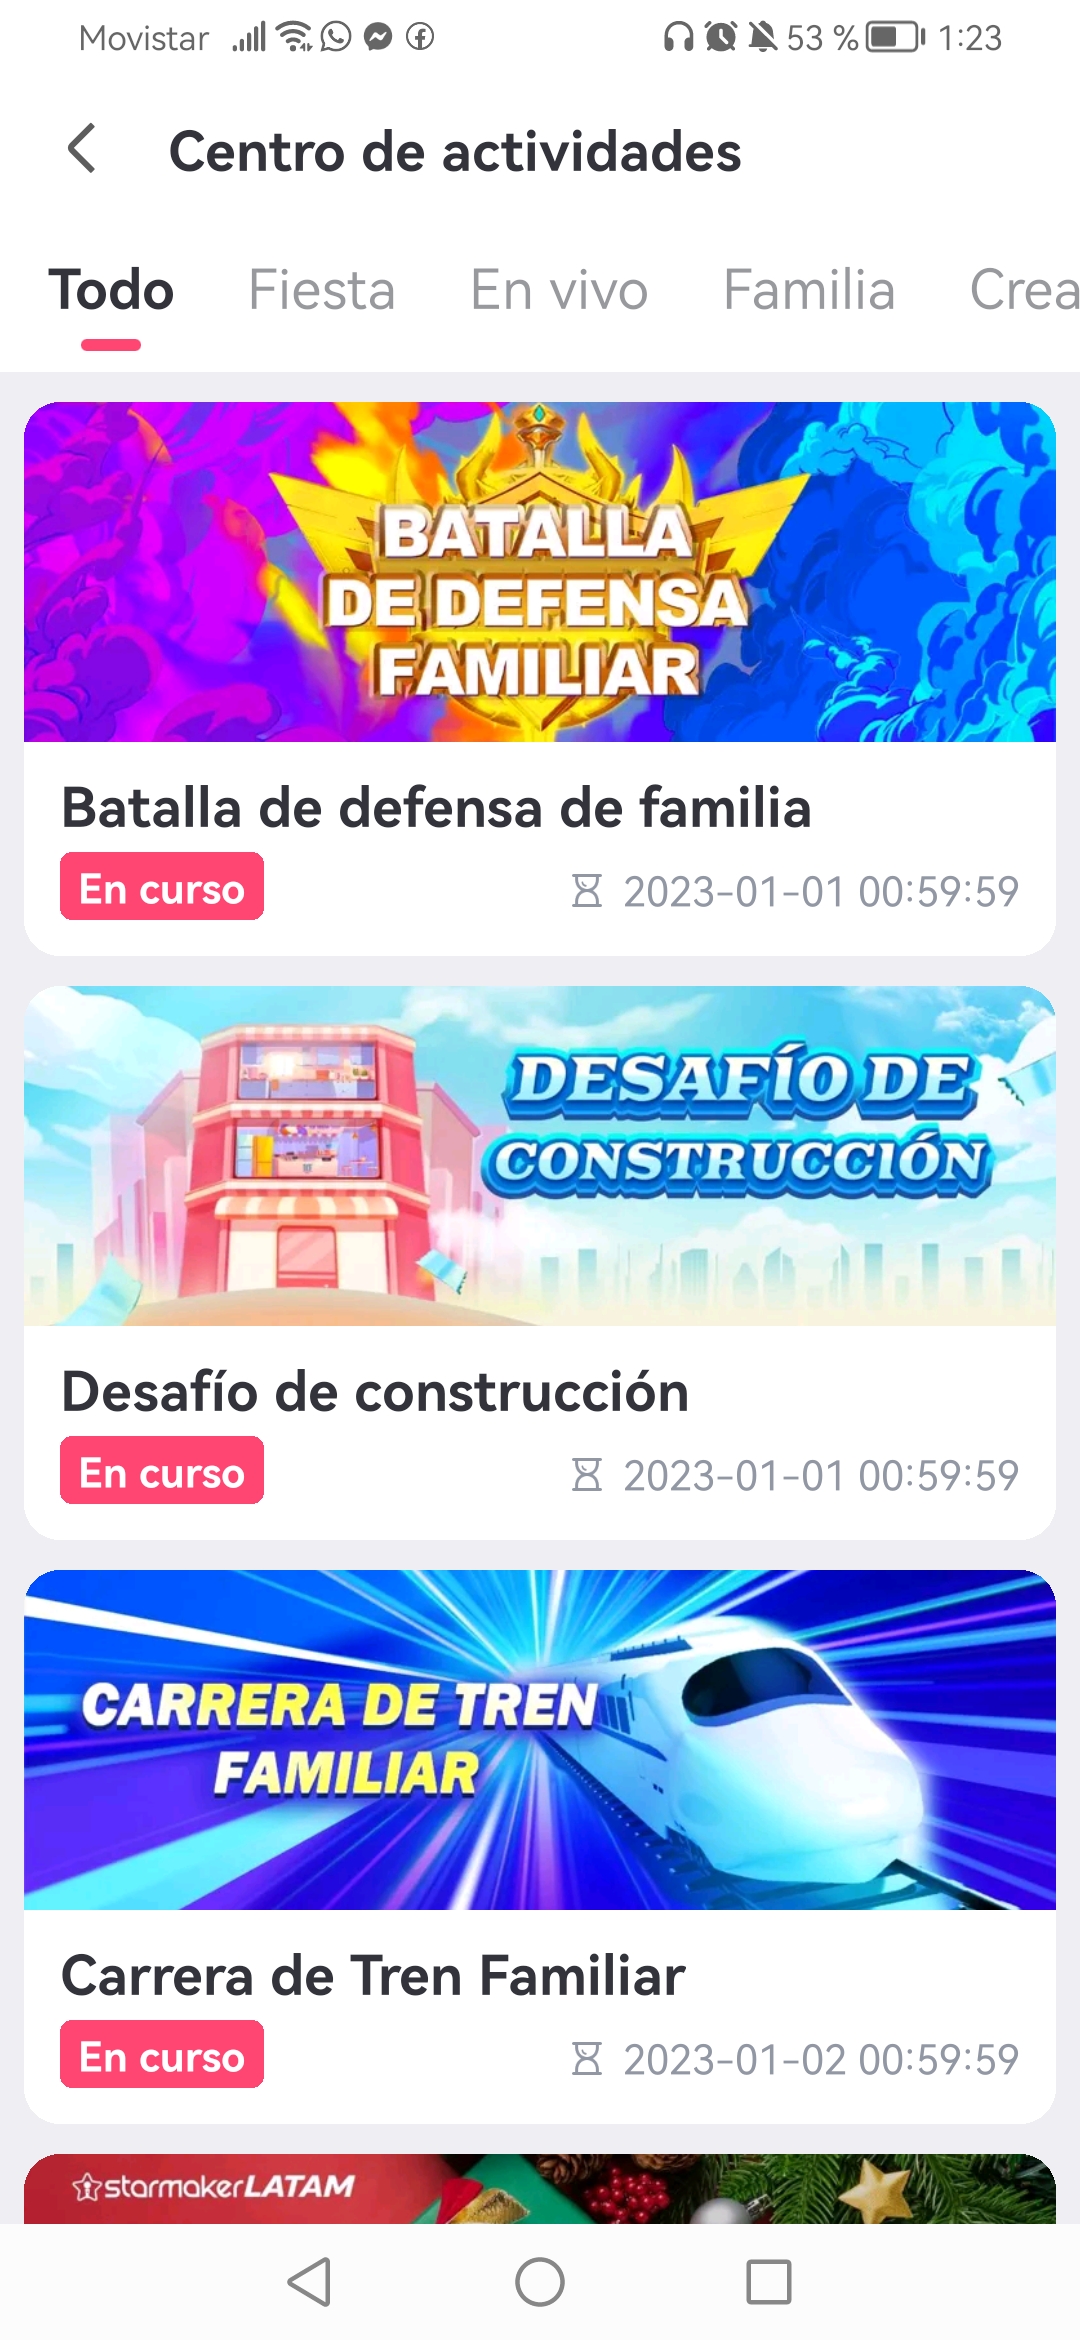 Movistar 53 % 1:23
Centro de actividades
Todo Fiesta En vivo Familia Crea
BATALLA
DE DEFENSA
FAMILIAR
Batalla de defensa de familia
En curso 2023-01-01 00:59:59
DESAFÍO DE
CONSTRUCCIÓN
Desafío de construcción
En curso 2023-01-01 00:59:59
CARRERA DE TREN
FAMILIAR
Carrera de Tren Familiar
En curso 2023-01-02 00:59:59
starmakerLATAM